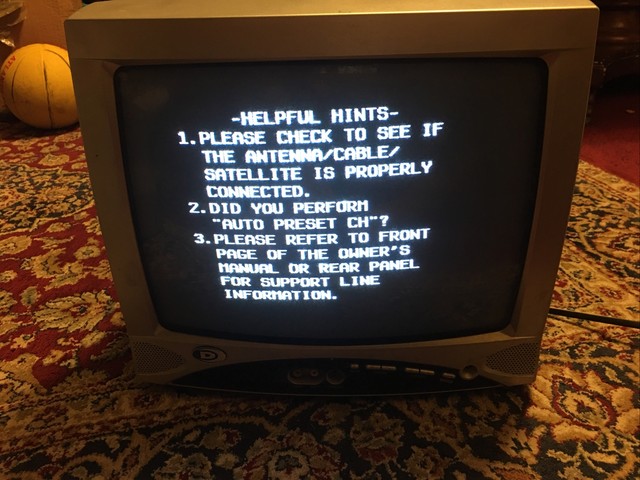 -HELPFUL HINTS-
1.PLEASE CHECK TO SEE IF
THE ANTENNA/CABLE/
SATELLITE IS PROPERLY
CONNECTED.
2.DID YOU PERFORM
"AUTO PRESET CH"?
3.PLEASE REFER TO FRONT
PAGE OF THE OWNER'S
MANUAL OR REAR PANEL
FOR SUPPORT LINE
INFORMATION.
D